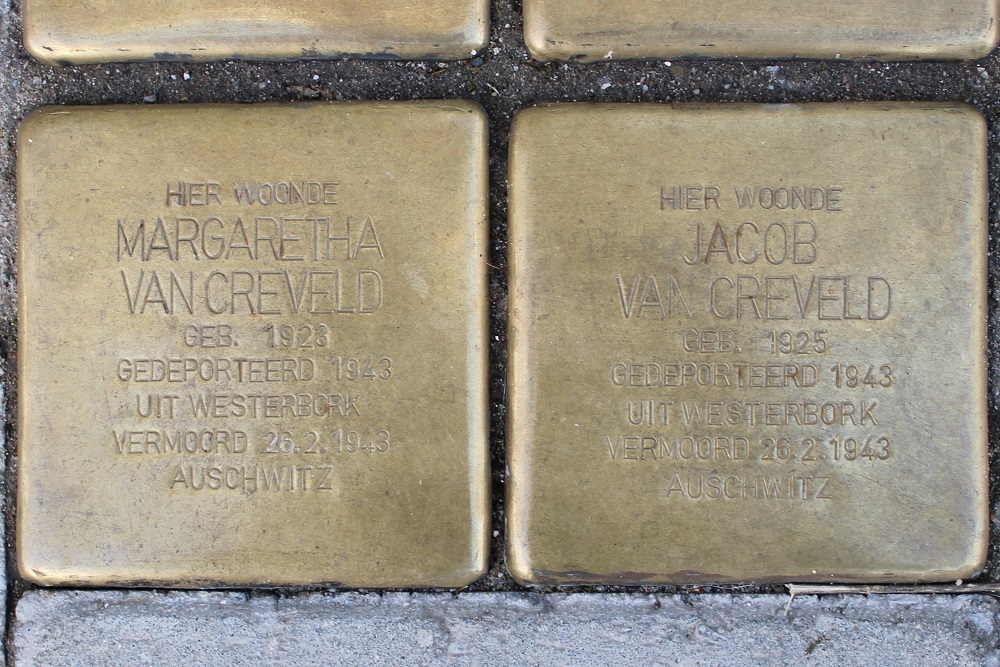 HIER WOONDE
MARGARETHA
VAN CREVELD
GEB. 1923
GEDEPORTEERD 1943
UIT WESTERBORK
VERMOORD 26.2.1943
AUSCHWITZ
HIER WOONDE
JACOB
VAN CREVELD
GEB. 1925
GEDEPORTEERD 1943
UIT WESTERBORK
VERMOORD 26.2.1943
AUSCHWITZ